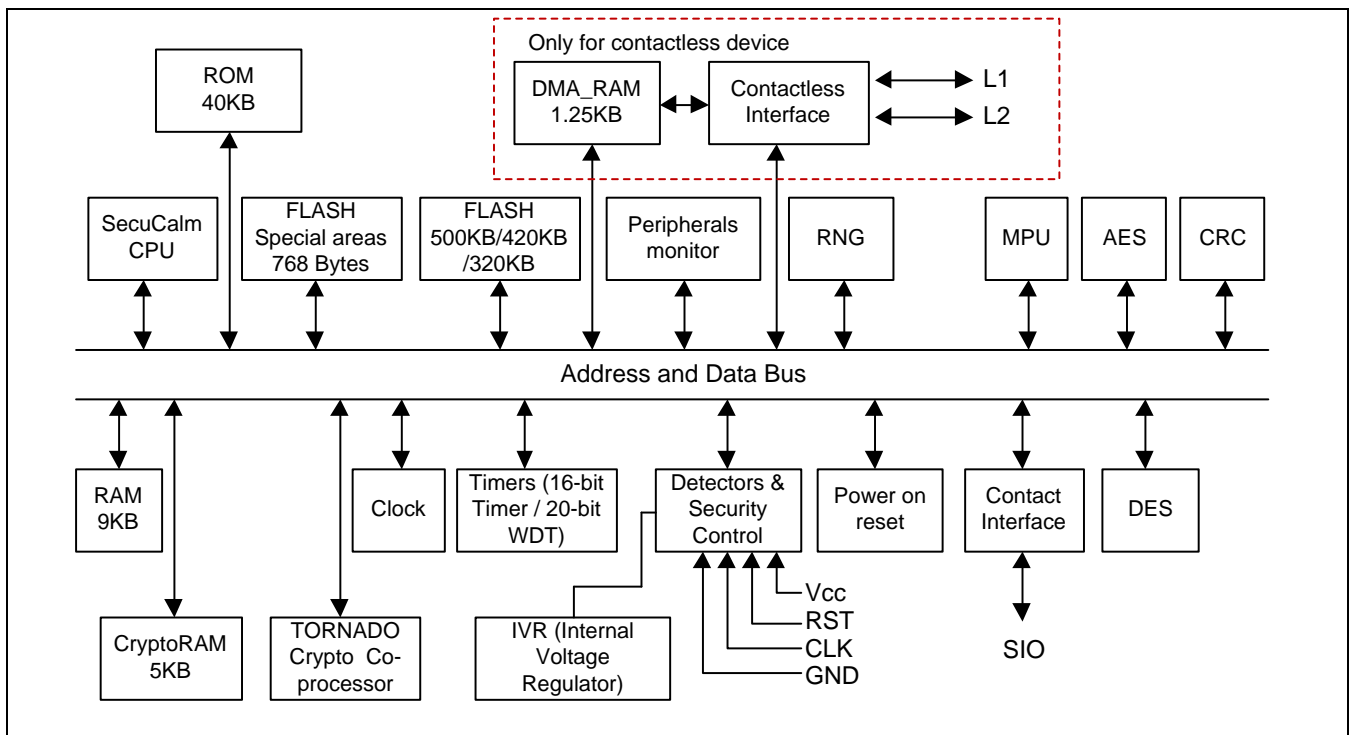 Only for contactless device
ROM
40KB
DMA_RAM
1.25KB
Contactless
Interface
L1
L2
SecuCalm
CPU
FLASH
Special areas
768 Bytes
FLASH
500KB/420KB
/320KB
Peripherals
monitor
RNG
MPU
AES
CRC
Address and Data Bus
RAM
9KB
Clock
Timers (16-bit
Timer / 20-bit
WDT)
Detectors &
Security
Control
Power on
reset
Contact
Interface
DES
Vcc
RST
CLK
GND
SIO
CryptoRAM
5KB
TORNADO
Crypto Co-
processor
IVR (Internal
Voltage
Regulator)